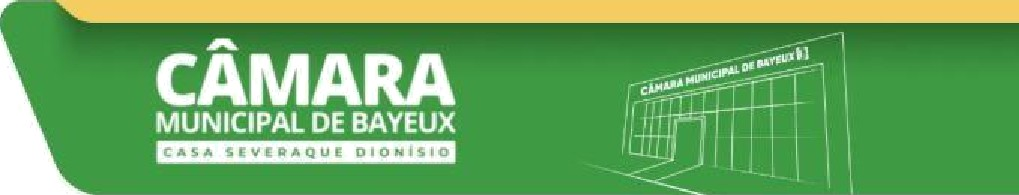 CÂMARA
MUNICIPAL DE BAYEUX
CASA SEVERAQUE DIONÍSIO
CÂMARA MUNICIPAL DE BAYEUX